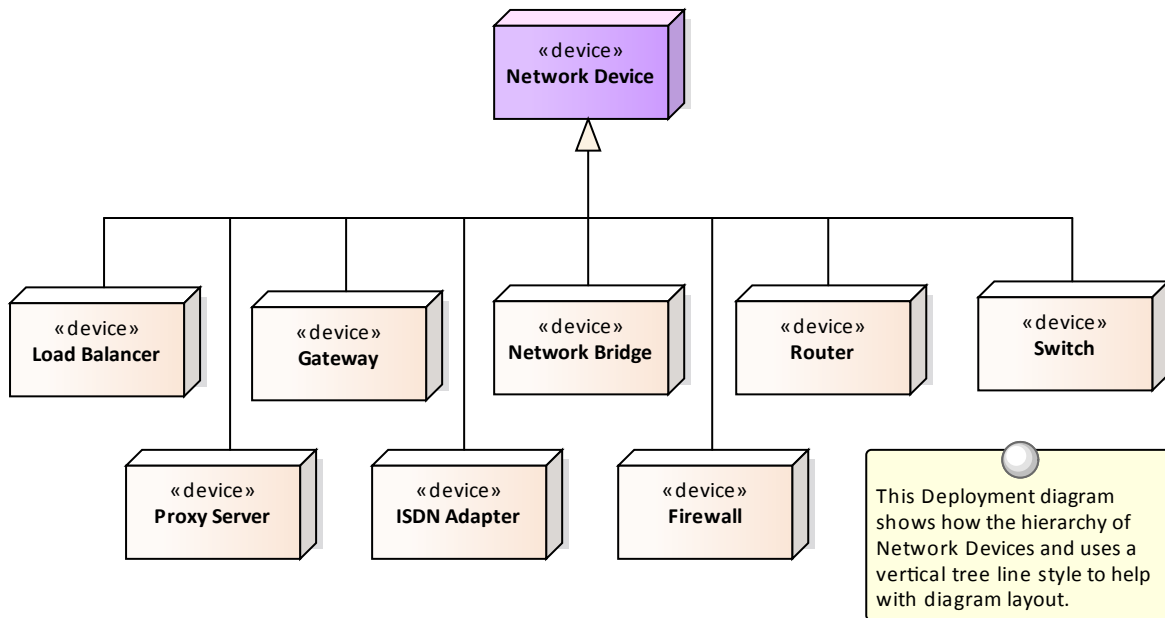 «device»
Network Device
«device»
Load Balancer
«device»
Gateway
«device»
Network Bridge
«device»
Router
«device»
Switch
«device»
Proxy Server
«device»
ISDN Adapter
«device»
Firewall
This Deployment diagram
shows how the hierarchy of
Network Devices and uses a
vertical tree line style to help
with diagram layout.